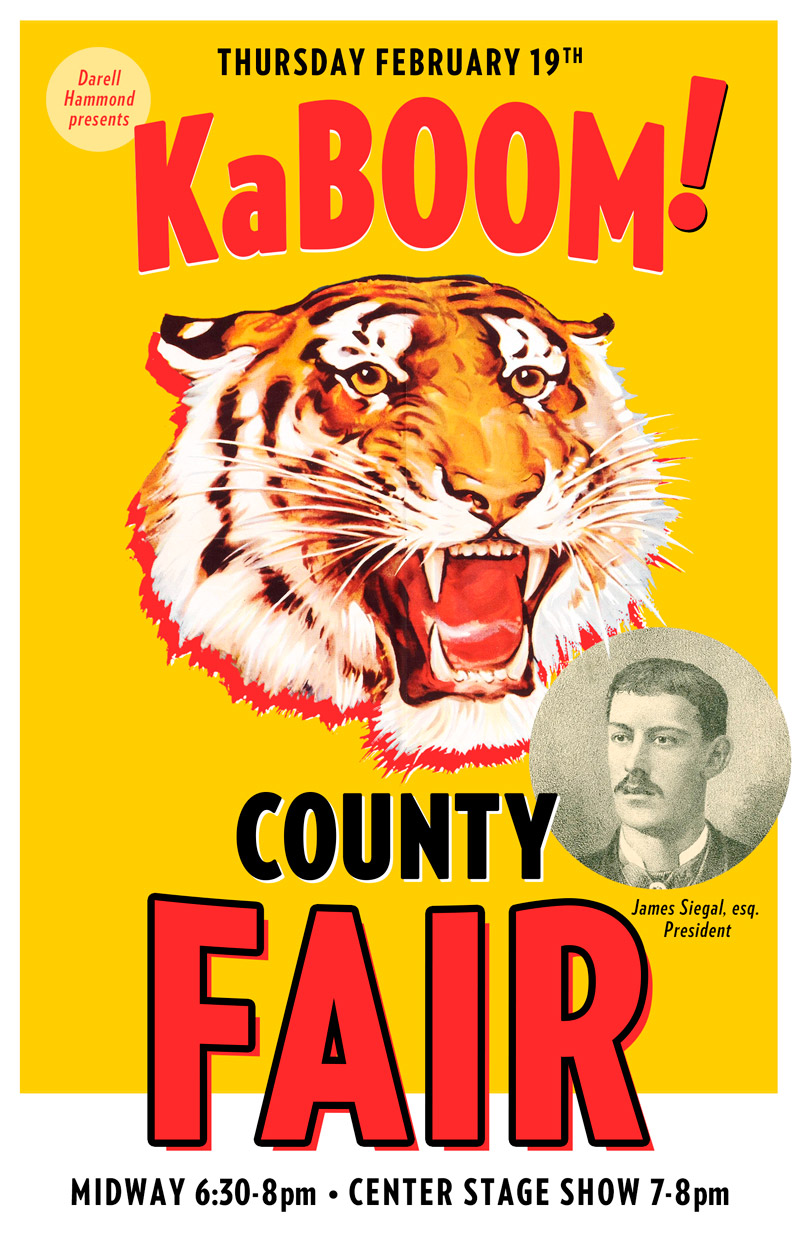 THURSDAY FEBRUARY 19TH
Darell
Hammond
presents
KaBOOM!
COUNTY
James Siegal, esq.
President
FAIR
MIDWAY 6:30-8pm • CENTER STAGE SHOW 7-8pm